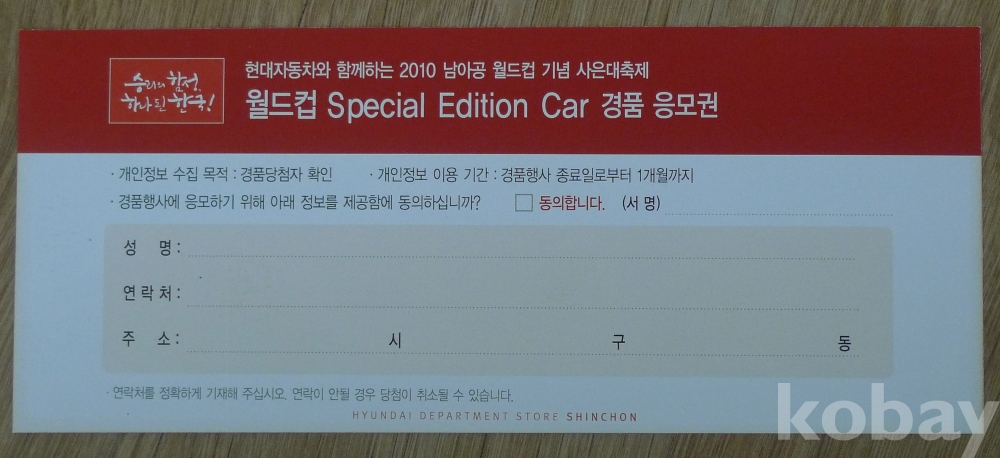 승리의 함성,
하나된 한국!
현대자동차와 함께하는 2010 남아공 월드컵 기념 사은대축제
월드컵 Special Edition Car 경품 응모권
· 개인정보 수집 목적 : 경품당첨자 확인 · 개인정보 이용 기간 : 경품행사 종료일로부터 1개월까지
· 경품행사에 응모하기 위해 아래 정보를 제공함에 동의하십니까? □ 동의합니다. (서 명)
성 명 :
연락처 :
주 소 : 시 구 동
· 연락처를 정확하게 기재해 주십시오. 연락이 안될 경우 당첨이 취소될 수 있습니다.
HYUNDAI DEPARTMENT STORE SHINCHON
kobay